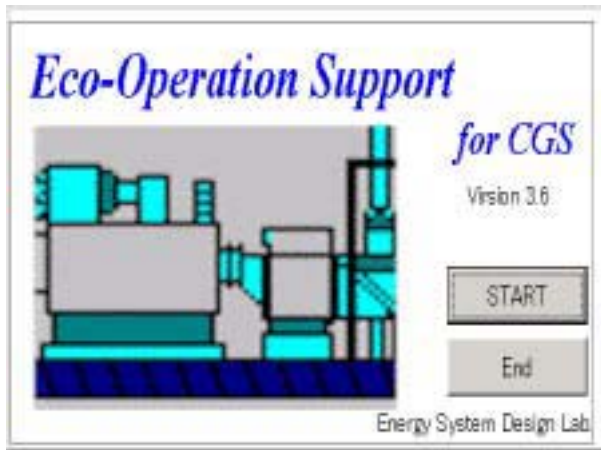 Eco-Operation Support
for CGS
Virsion 3.6
START
End
Energy System Design Lab.